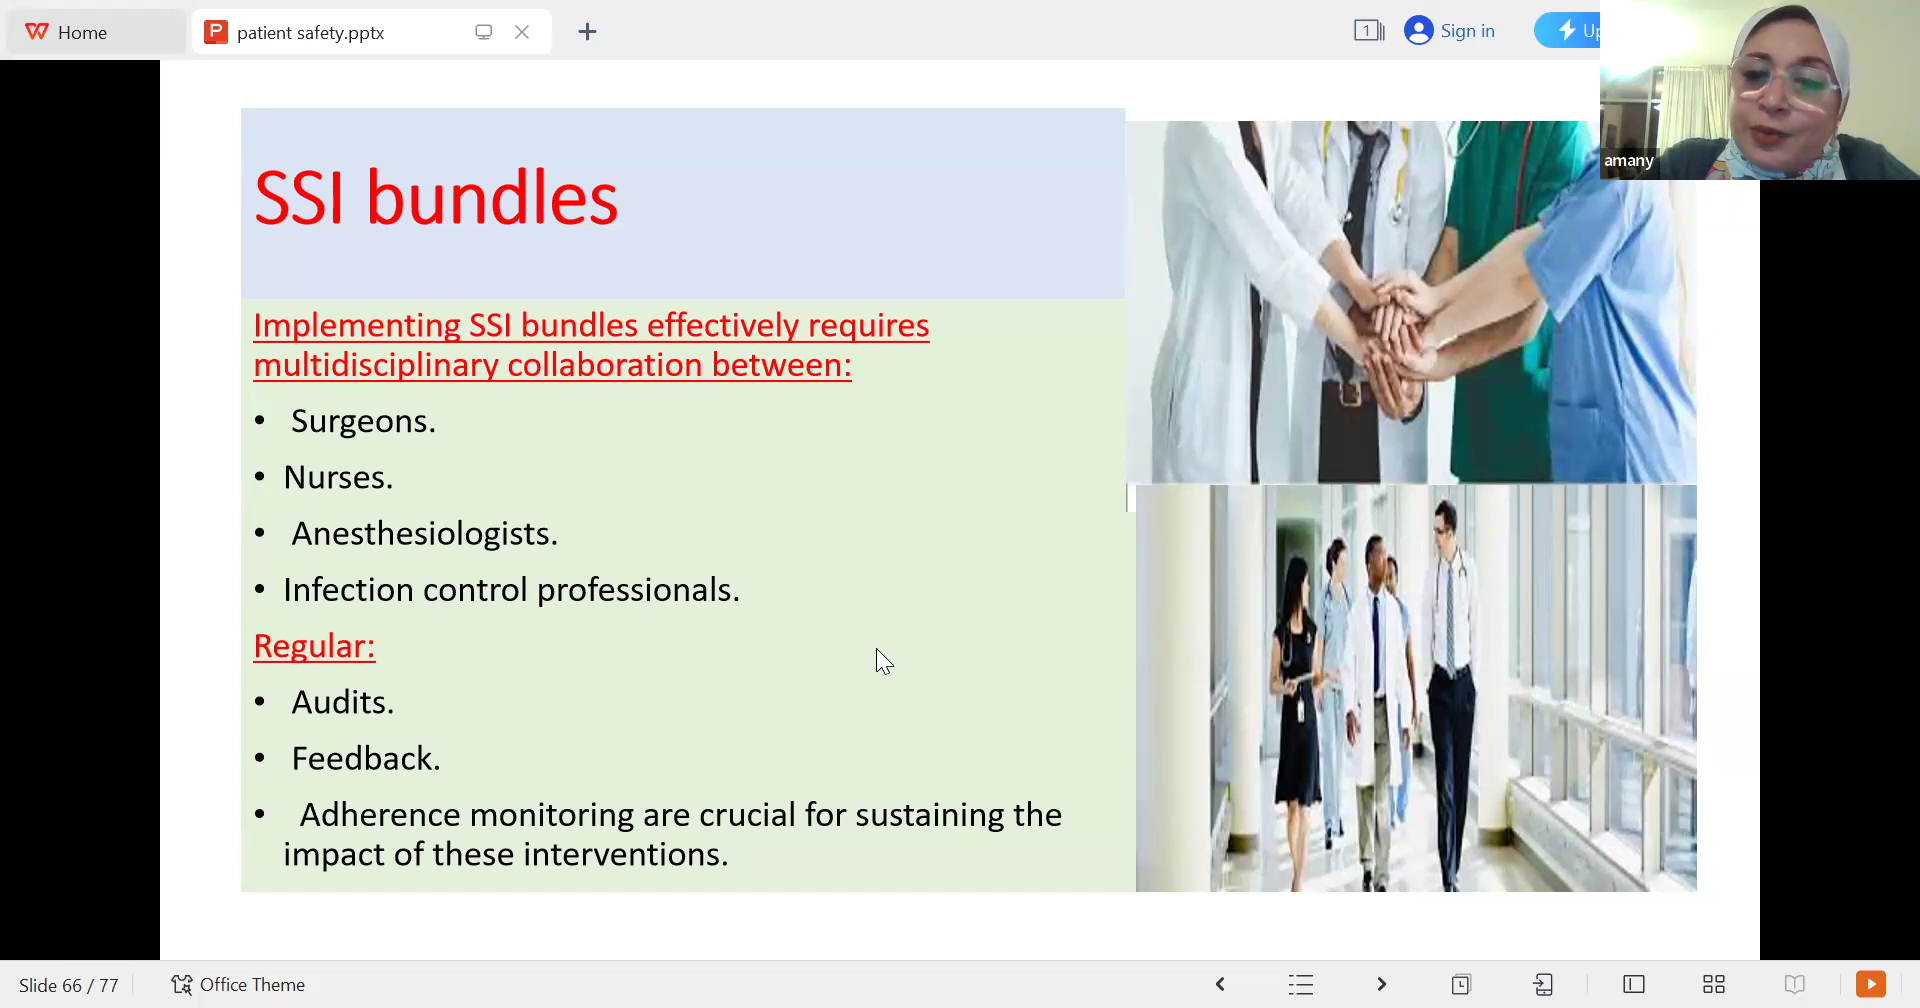 Home
patient safety.pptx
1
Sign in
amany
SSI bundles
Implementing SSI bundles effectively requires
multidisciplinary collaboration between:
• Surgeons.
• Nurses.
• Anesthesiologists.
• Infection control professionals.
Regular:
• Audits.
• Feedback.
• Adherence monitoring are crucial for sustaining the
impact of these interventions.
Slide 66 / 77
Office Theme